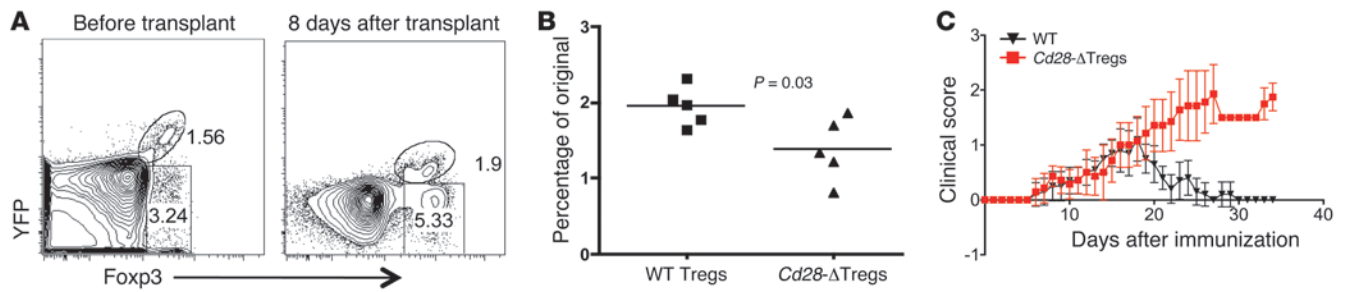 A
Before transplant
8 days after transplant
1.56
3.24
1.9
5.33
YFP
Foxp3
B
Percentage of original
3
2
1
0
P = 0.03
WT Tregs
Cd28-ΔTregs
C
Clinical score
3
2
1
0
-1
WT
Cd28-ΔTregs
10
20
30
40
Days after immunization